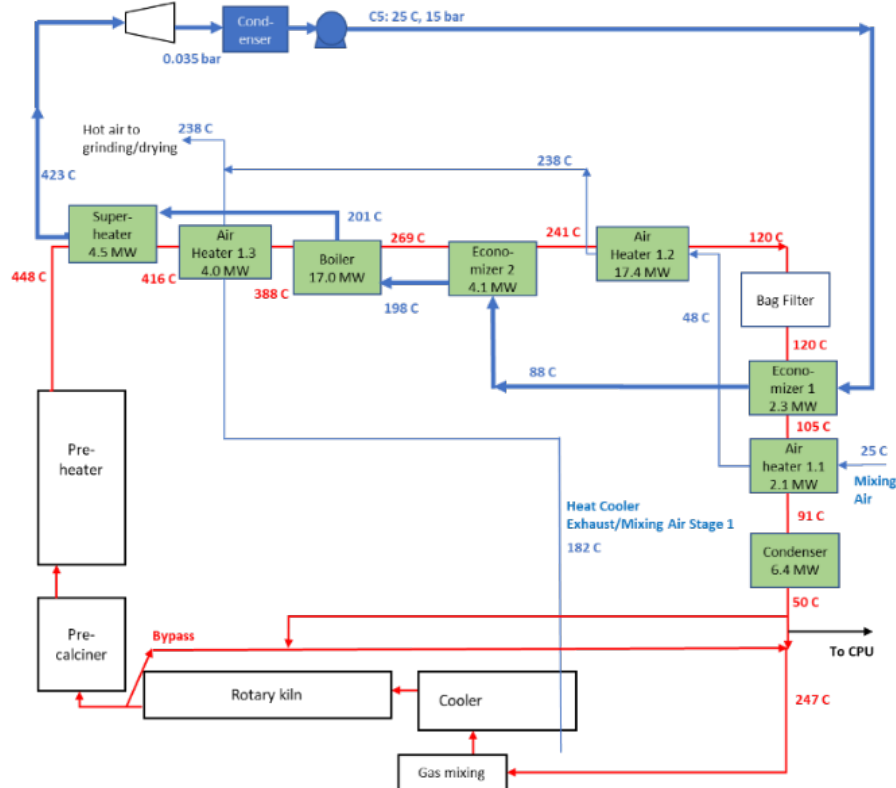 C5: 25 C, 15 bar
Cond-
enser
0.035 bar
Hot air to
grinding/drying
238 C
238 C
423 C
Super-
heater
4.5 MW
201 C
Air
Heater 1.3
4.0 MW
Boiler
17.0 MW
269 C
Econo-
mizer 2
4.1 MW
241 C
Air
Heater 1.2
17.4 MW
120 C
448 C
416 C
388 C
198 C
48 C
Bag Filter
120 C
88 C
Econo-
mizer 1
2.3 MW
105 C
Air
heater 1.1
2.1 MW
25 C
Mixing
Air
Pre-
heater
Heat Cooler
Exhaust/Mixing Air Stage 1
182 C
91 C
Condenser
6.4 MW
50 C
Pre-
calciner
Bypass
To CPU
Rotary kiln
Cooler
247 C
Gas mixing